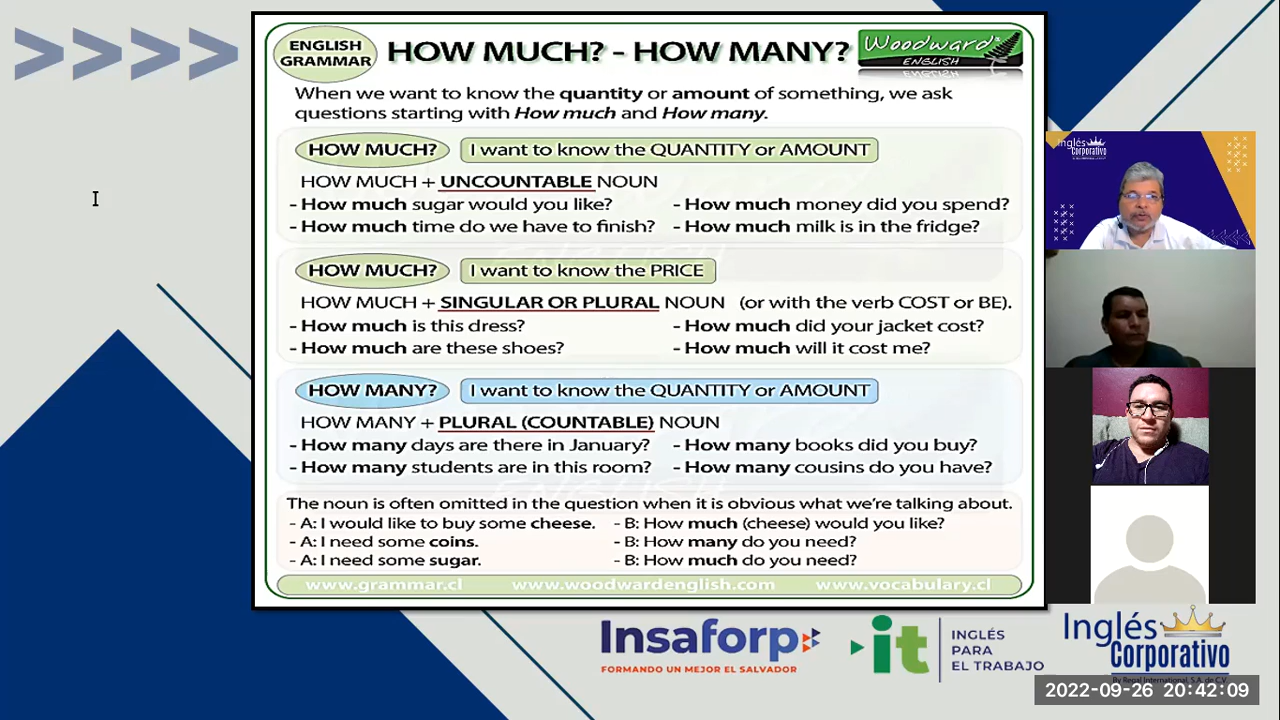 ENGLISH
GRAMMAR
HOW MUCH? - HOW MANY?
Woodward
ENGLISH
When we want to know the quantity or amount of something, we ask
questions starting with How much and How many.
HOW MUCH? I want to know the QUANTITY or AMOUNT
HOW MUCH + UNCOUNTABLE NOUN
- How much sugar would you like? - How much money did you spend?
- How much time do we have to finish? - How much milk is in the fridge?
HOW MUCH? I want to know the PRICE
HOW MUCH + SINGULAR OR PLURAL NOUN (or with the verb COST or BE).
- How much is this dress? - How much did your jacket cost?
- How much are these shoes? - How much will it cost me?
HOW MANY? I want to know the QUANTITY or AMOUNT
HOW MANY + PLURAL (COUNTABLE) NOUN
- How many days are there in January? - How many books did you buy?
- How many students are in this room? - How many cousins do you have?
The noun is often omitted in the question when it is obvious what we're talking about.
- A: I would like to buy some cheese. - B: How much (cheese) would you like?
- A: I need some coins. - B: How many do you need?
- A: I need some sugar. - B: How much do you need?
www.grammar.cl www.woodwardenglish.com www.vocabulary.cl
Inglés
Corporativo
Insaforp
FORMANDO UN MEJOR EL SALVADOR
it
INGLÉS
PARA
EL TRABAJO
Inglés
Corporativo
By Regal International, S.A. de C.V.
2022-09-26 20:42:09